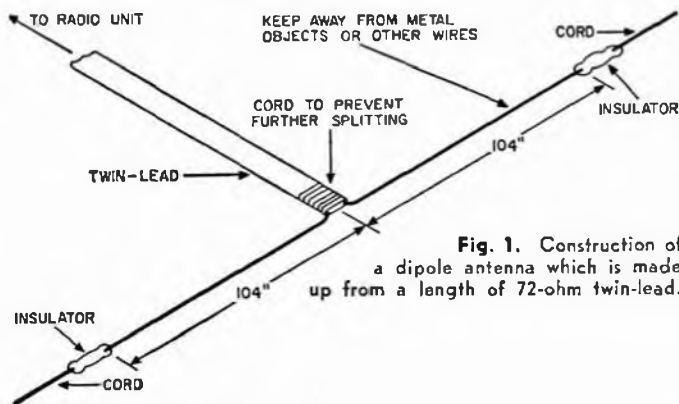 TO RADIO UNIT
KEEP AWAY FROM METAL
OBJECTS OR OTHER WIRES
CORD
CORD TO PREVENT
FURTHER SPLITTING
INSULATOR
104"
TWIN-LEAD
Fig. 1. Construction of
a dipole antenna which is made
up from a length of 72-ohm twin-lead.
104"
INSULATOR
CORD